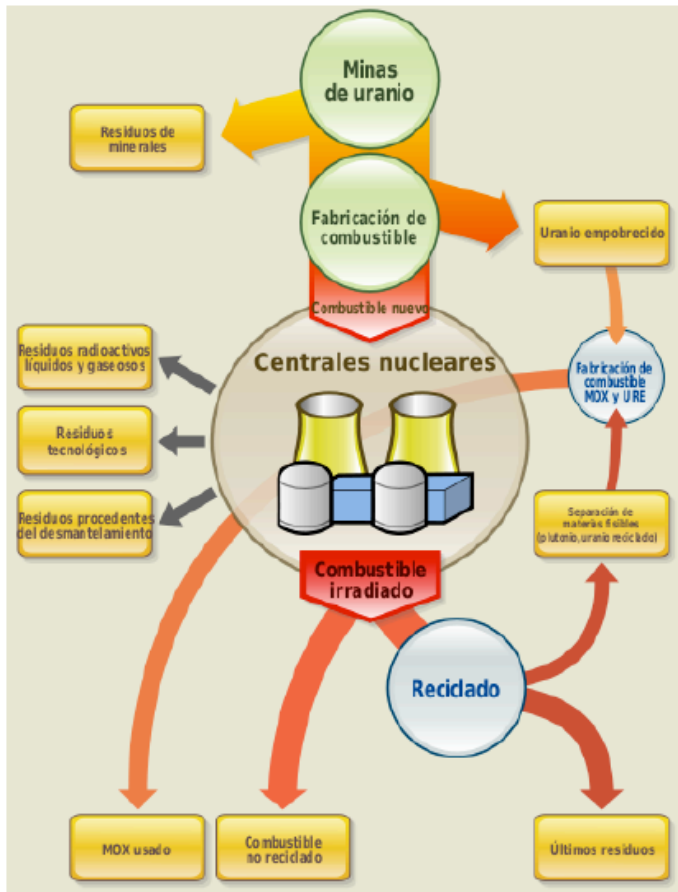 Minas
de uranio
Residuos de
minerales
Fabricación de
combustible
Uranio empobrecido
Combustible nuevo
Centrales nucleares
Residuos radioactivos
líquidos y gaseosos
Fabricación de
combustible
MOX y URE
Residuos
tecnológicos
Residuos procedentes
del desmantelamiento
Separación de
materias fisibles
(plutonio, uranio reciclado)
Combustible
irradiado
Reciclado
MOX usado
Combustible
no reciclado
Últimos residuos